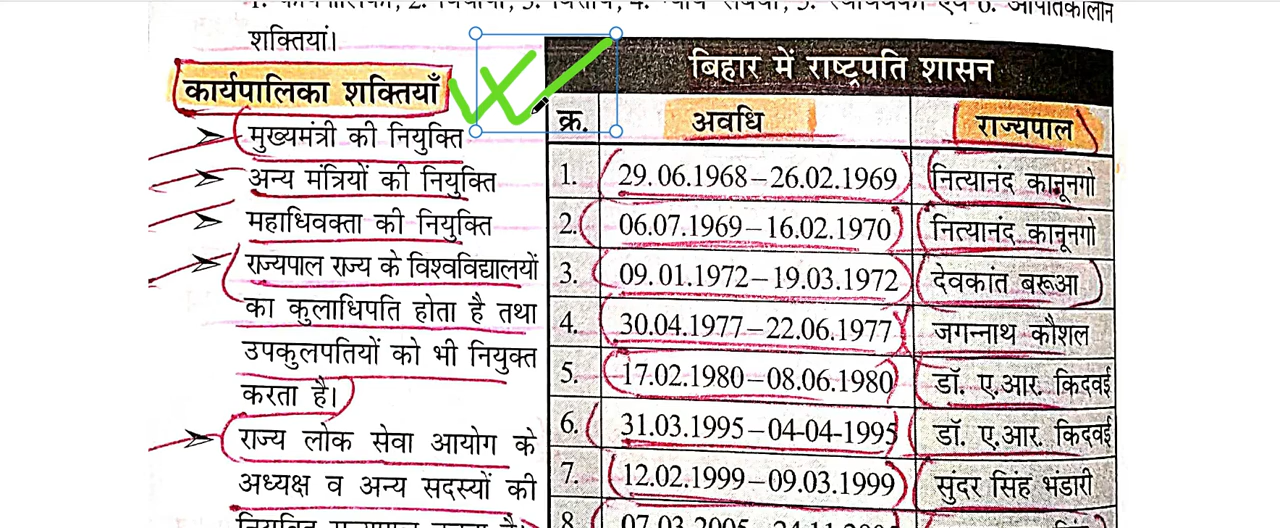 शक्तियां।
कार्यपालिका शक्तियाँ
मुख्यमंत्री की नियुक्ति
अन्य मंत्रियों की नियुक्ति
महाधिवक्ता की नियुक्ति
राज्यपाल राज्य के विश्वविद्यालयों
का कुलाधिपति होता है तथा
उपकुलपतियों को भी नियुक्त
करता है।
राज्य लोक सेवा आयोग के
अध्यक्ष व अन्य सदस्यों की
बिहार में राष्ट्रपति शासन
क्र. अवधि राज्यपाल
1. 29.06.1968–26.02.1969 नित्यानंद कानूनगो
2. 06.07.1969–16.02.1970 नित्यानंद कानूनगो
3. 09.01.1972–19.03.1972 देवकांत बरूआ
4. 30.04.1977–22.06.1977 जगन्नाथ कौशल
5. 17.02.1980–08.06.1980 डॉ. ए.आर. किदवई
6. 31.03.1995–04-04-1995 डॉ. ए.आर. किदवई
7. 12.02.1999–09.03.1999 सुंदर सिंह भंडारी
8.